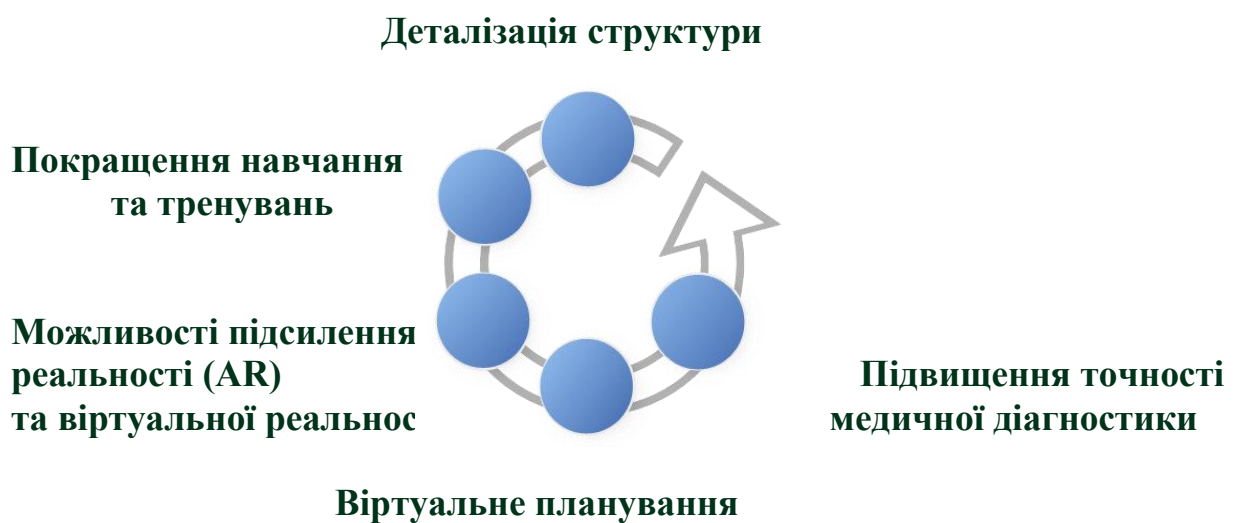 Деталізація структури
Покращення навчання
та тренувань
Можливості підсилення
реальності (AR)
та віртуальної реальнос
Підвищення точності
медичної діагностики
Віртуальне планування